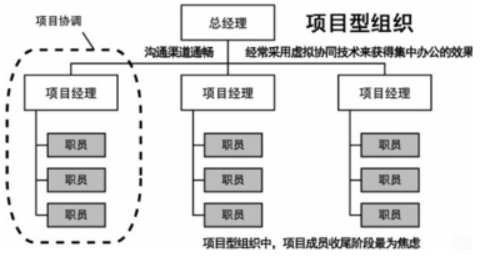 项目协调
总经理
项目型组织
沟通渠道通畅
经常采用虚拟协同技术来获得集中办公的效果
项目经理
项目经理
项目经理
职员
职员
职员
职员
职员
职员
职员
职员
职员
项目型组织中，项目成员收尾阶段最为焦虑